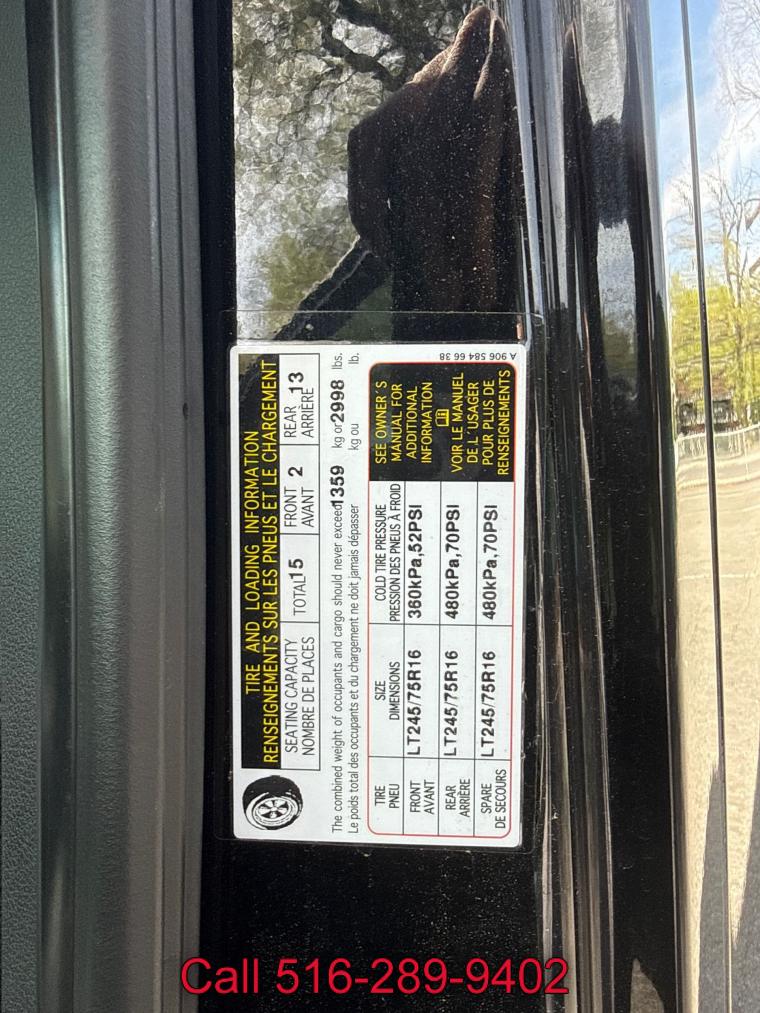 TIRE AND LOADING INFORMATION
RENSEIGNEMENTS SUR LES PNEUS ET LE CHARGEMENT
SEATING CAPACITY
NOMBRE DE PLACES
TOTAL 15
FRONT
AVANT 2
REAR
ARRIÈRE 13
The combined weight of occupants and cargo should never exceed 1359 kg or 2998 lbs.
Le poids total des occupants et du chargement ne doit jamais dépasser kg ou lb.
TIRE
PNEU
SIZE
DIMENSIONS
COLD TIRE PRESSURE
PRESSION DES PNEUS À FROID
FRONT
AVANT
LT245/75R16
360kPa,52PSI
REAR
ARRIÈRE
LT245/75R16
480kPa,70PSI
SPARE
DE SECOURS
LT245/75R16
480kPa,70PSI
SEE OWNER´S
MANUAL FOR
ADDITIONAL
INFORMATION
VOIR LE MANUEL
DE L´USAGER
POUR PLUS DE
RENSEIGNEMENTS
A 906 584 66 38
Call 516-289-9402